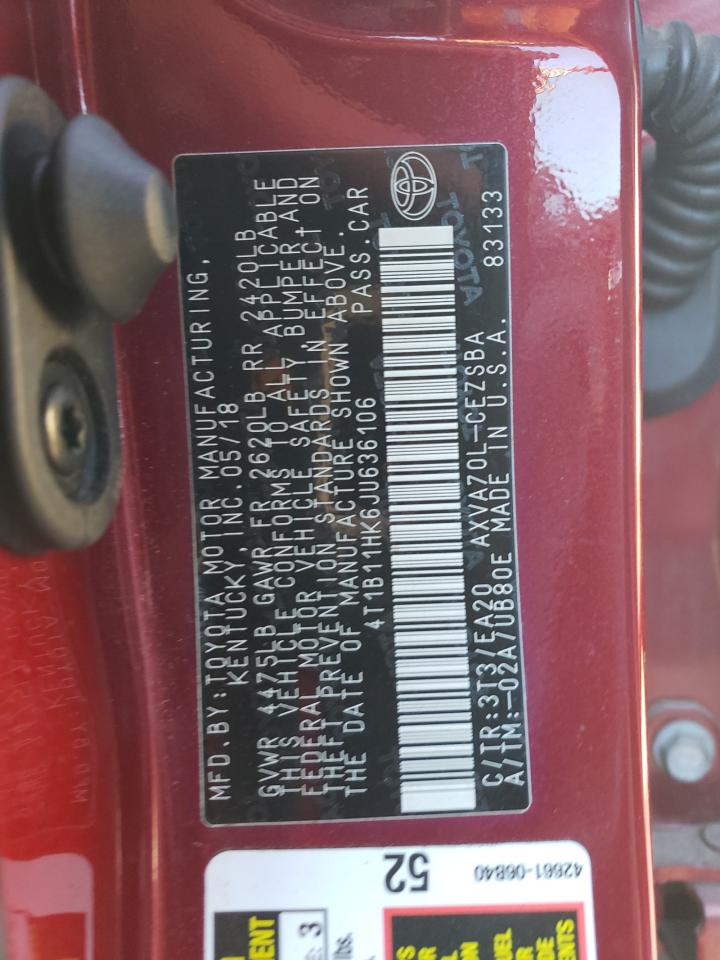 MFD.BY:TOYOTA MOTOR MANUFACTURING,
KENTUCKY, INC.05/18
GVWR 4475LB GAWR FR 2620LB RR 2420LB
THIS VEHICLE CONFORMS TO ALL APPLICABLE
FEDERAL MOTOR VEHICLE SAFETY, BUMPER, AND
THEFT PREVENTION STANDARDS IN EFFECT ON
THE DATE OF MANUFACTURE SHOWN ABOVE.
4T1B11HK6JU636106 PASS.CAR
C/TR:3T3/EA20 AXVA70L-CEZSBA
A/TM:-02A/UB80E MADE IN U.S.A. 83133
TOYOTA
52
42661-06B40
3
lbs.